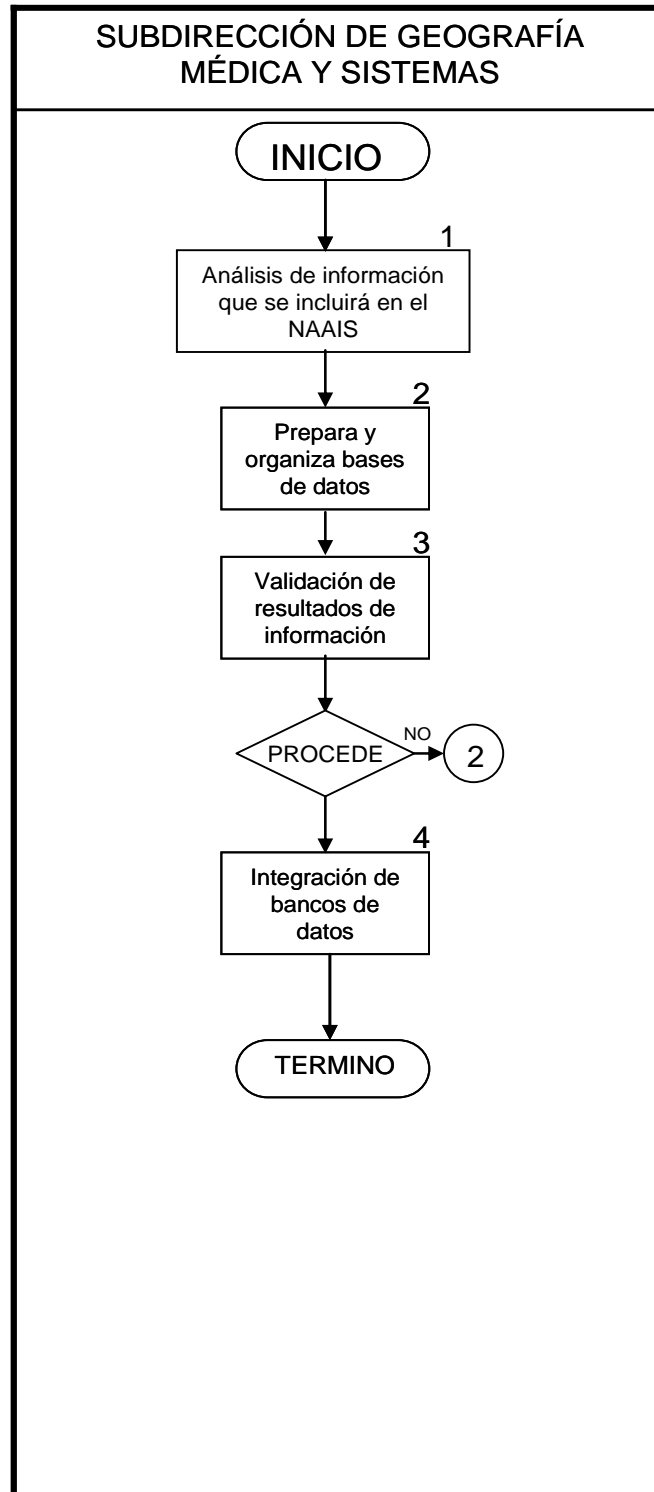 SUBDIRECCIÓN DE GEOGRAFÍA
MÉDICA Y SISTEMAS
INICIO
1
Análisis de información
que se incluirá en el
NAAIS
2
Prepara y
organiza bases
de datos
3
Validación de
resultados de
información
PROCEDE
NO
2
4
Integración de
bancos de
datos
TERMINO